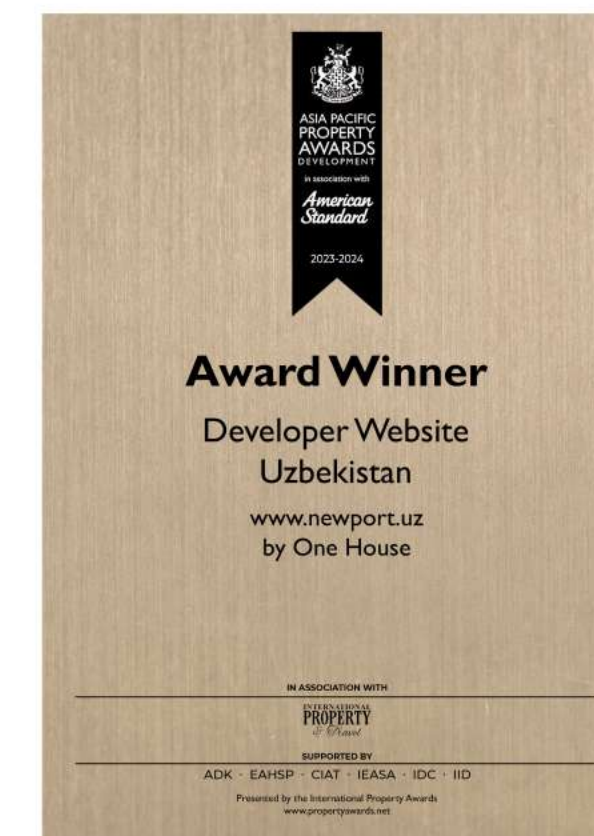 ASIA PACIFIC
PROPERTY
AWARDS
DEVELOPMENT
in association with
American
Standard
2023-2024
Award Winner
Developer Website
Uzbekistan
www.newport.uz
by One House
IN ASSOCIATION WITH
INTERNATIONAL
PROPERTY
& Travel
SUPPORTED BY
ADK · EAHSP · CIAT · IEASA · IDC · IID
Presented by the International Property Awards
www.propertyawards.net